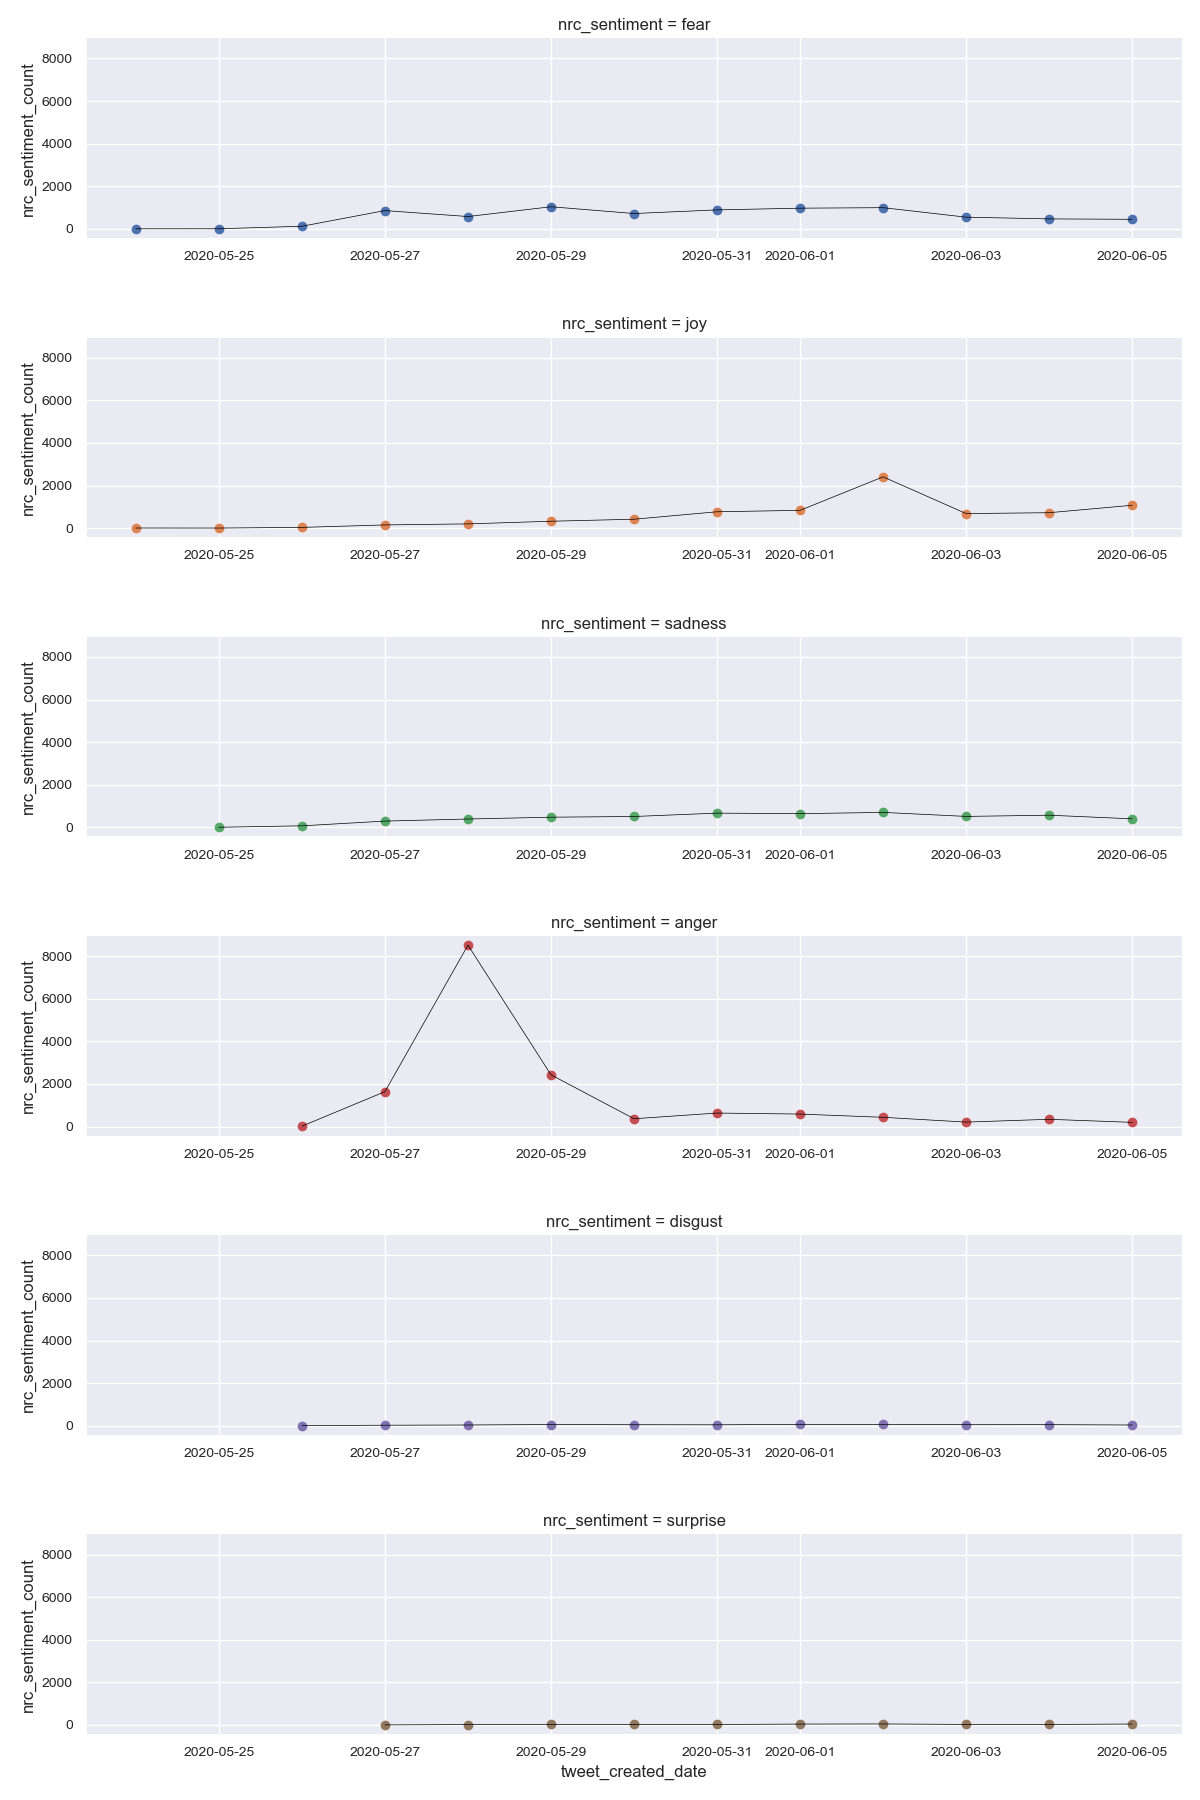 nrc_sentiment = fear
nrc_sentiment_count
8000
6000
4000
2000
0
2020-05-25 2020-05-27 2020-05-29 2020-05-31 2020-06-01 2020-06-03 2020-06-05
nrc_sentiment = joy
nrc_sentiment_count
8000
6000
4000
2000
0
2020-05-25 2020-05-27 2020-05-29 2020-05-31 2020-06-01 2020-06-03 2020-06-05
nrc_sentiment = sadness
nrc_sentiment_count
8000
6000
4000
2000
0
2020-05-25 2020-05-27 2020-05-29 2020-05-31 2020-06-01 2020-06-03 2020-06-05
nrc_sentiment = anger
nrc_sentiment_count
8000
6000
4000
2000
0
2020-05-25 2020-05-27 2020-05-29 2020-05-31 2020-06-01 2020-06-03 2020-06-05
nrc_sentiment = disgust
nrc_sentiment_count
8000
6000
4000
2000
0
2020-05-25 2020-05-27 2020-05-29 2020-05-31 2020-06-01 2020-06-03 2020-06-05
nrc_sentiment = surprise
nrc_sentiment_count
8000
6000
4000
2000
0
2020-05-25 2020-05-27 2020-05-29 2020-05-31 2020-06-01 2020-06-03 2020-06-05
tweet_created_date